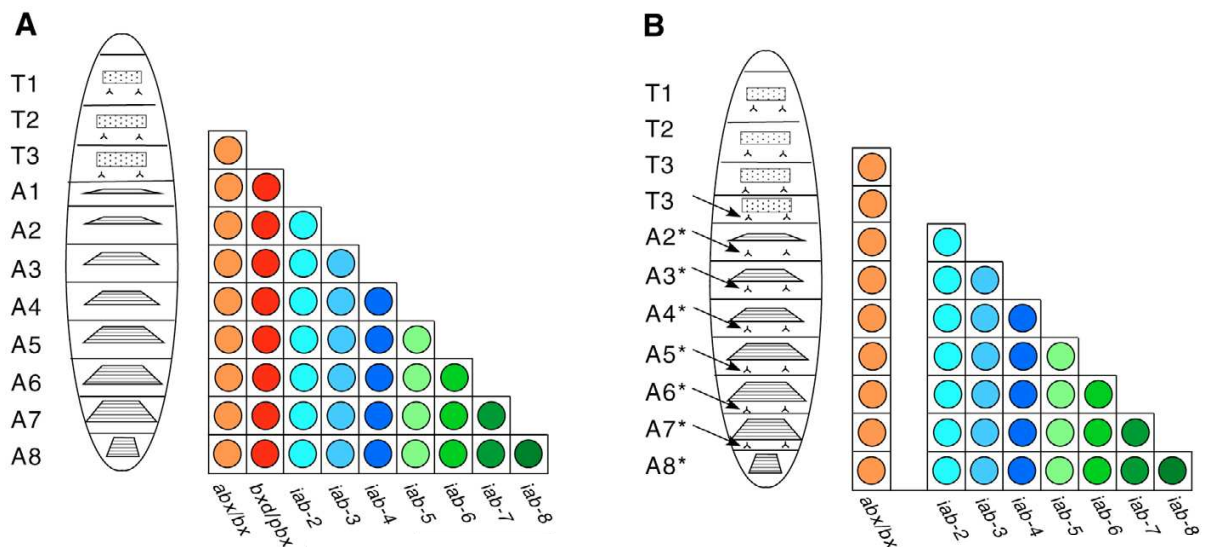 A
T1
T2
T3
A1
A2
A3
A4
A5
A6
A7
A8
abx/bx
bxd/pbx
iab-2
iab-3
iab-4
iab-5
iab-6
iab-7
iab-8
B
T1
T2
T3
T3
A2*
A3*
A4*
A5*
A6*
A7*
A8*
abx/bx
iab-2
iab-3
iab-4
iab-5
iab-6
iab-7
iab-8